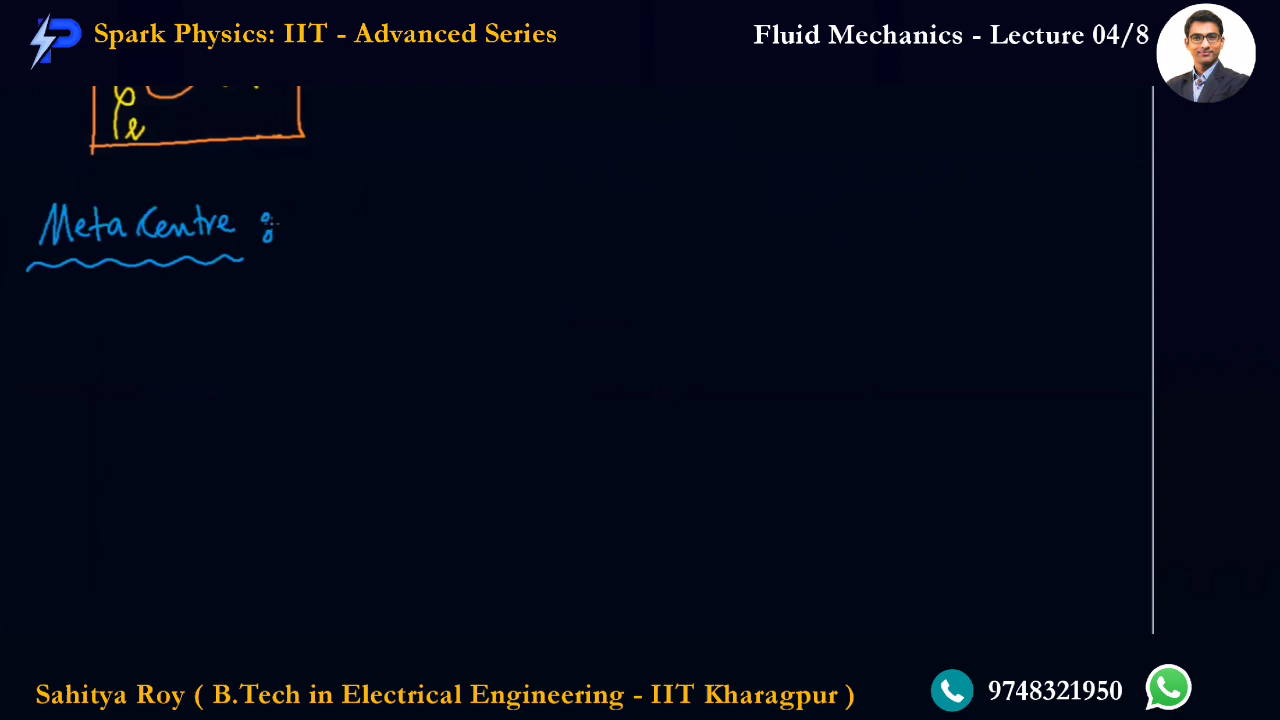 Spark Physics: IIT - Advanced Series
Fluid Mechanics - Lecture 04/8
ρl
Meta Centre :
Sahitya Roy ( B.Tech in Electrical Engineering - IIT Kharagpur )
9748321950